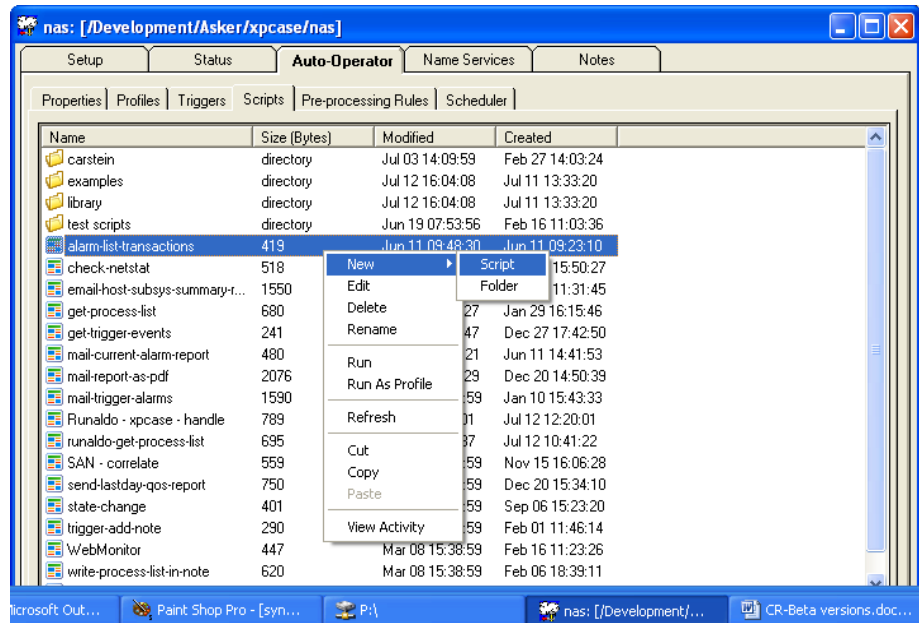 nas: [/Development/Asker/xpcase/nas]
Setup Status Auto-Operator Name Services Notes
Properties Profiles Triggers Scripts Pre-processing Rules Scheduler
Name Size (Bytes) Modified Created
carstein directory Jul 03 14:09:59 Feb 27 14:03:24
examples directory Jul 12 16:04:08 Jul 11 13:33:20
library directory Jul 12 16:04:08 Jul 11 13:33:20
test scripts directory Jun 19 07:53:56 Feb 16 11:03:36
alarm-list-transactions 419 Jun 11 09:48:30 Jun 11 09:23:10
check-netstat 518 15:50:27
email-host-subsys-summary-r... 1550 11:31:45
get-process-list 680 27 Jan 29 16:15:46
get-trigger-events 241 47 Dec 27 17:42:50
mail-current-alarm-report 480 21 Jun 11 14:41:53
mail-report-as-pdf 2076 29 Dec 20 14:50:39
mail-trigger-alarms 1590 :59 Jan 10 15:43:33
Runaldo - xpcase - handle 789 01 Jul 12 12:20:01
runaldo-get-process-list 695 37 Jul 12 10:41:22
SAN - correlate 559 :59 Nov 15 16:06:28
send-lastday-qos-report 750 :59 Dec 20 15:34:10
state-change 401 :59 Sep 06 15:23:20
trigger-add-note 290 :59 Feb 01 11:46:14
WebMonitor 447 Mar 08 15:38:59 Feb 16 11:23:26
write-process-list-in-note 620 Mar 08 15:38:59 Feb 06 18:39:11
New
Edit
Delete
Rename
Run
Run As Profile
Refresh
Cut
Copy
Paste
View Activity
Script
Folder
icrosoft Out... Paint Shop Pro - [syn... P:\ nas: [/Development/... CR-Beta versions.doc...